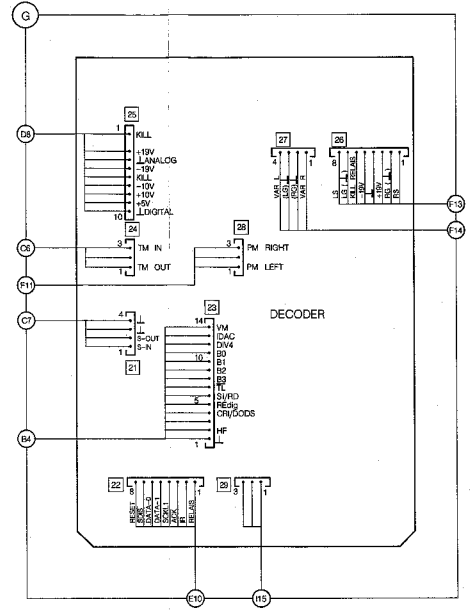 G
D8
25
1
KILL
+19V
⊥ANALOG
-19V
KILL
-10V
+10V
+5V
10
⊥DIGITAL
27
4
1
VAR L
(LG)
(RG)
VAR R
26
8
1
LS
LG (-)
KILL RELAIS
-19V
+19V
RG (-)
RS
F13
F14
24
C6
3
TM IN
1
TM OUT
28
3
PM RIGHT
1
PM LEFT
F11
C7
4
⊥
⊥
S-OUT
1
S-IN
21
23
14
VM
IDAC
DIV4
B0
10
B1
B2
B3
TL
SI/RD
5
REdig
CRI/DODS
HF
1
⊥
B4
DECODER
22
8
1
RESET
SDIS
DATA-0
DATA-1
SCKL1
ACK
IR
RELAIS
29
3
1
E10
I15